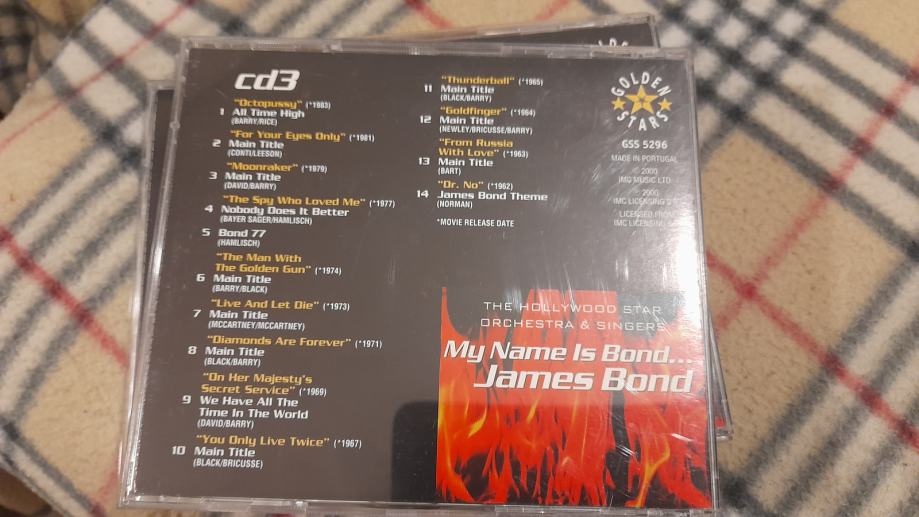 cd3
"Octopussy" (*1983)
1 All Time High
(BARRY/RICE)
"For Your Eyes Only" (*1981)
2 Main Title
(CONTI/LEESON)
"Moonraker" (*1979)
3 Main Title
(DAVID/BARRY)
"The Spy Who Loved Me" (*1977)
4 Nobody Does It Better
(BAYER SAGER/HAMLISCH)
5 Bond 77
(HAMLISCH)
"The Man With
The Golden Gun" (*1974)
6 Main Title
(BARRY/BLACK)
"Live And Let Die" (*1973)
7 Main Title
(MCCARTNEY/MCCARTNEY)
"Diamonds Are Forever" (*1971)
8 Main Title
(BLACK/BARRY)
"On Her Majesty's
Secret Service" (*1969)
9 We Have All The
Time In The World
(DAVID/BARRY)
"You Only Live Twice" (*1967)
10 Main Title
(BLACK/BRICUSSE)
"Thunderball" (*1965)
11 Main Title
(BLACK/BARRY)
"Goldfinger" (*1964)
12 Main Title
(NEWLEY/BRICUSSE/BARRY)
"From Russia
With Love" (*1963)
13 Main Title
(BART)
"Dr. No" (*1962)
14 James Bond Theme
(NORMAN)
*MOVIE RELEASE DATE
GOLDEN
STARS
GSS 5296
MADE IN PORTUGAL
℗ 2000
IMC MUSIC LTD
© 2000
IMC LICENSING
LICENSED FROM
IMC LICENSING
THE HOLLYWOOD STAR
ORCHESTRA & SINGERS
My Name Is Bond...
James Bond